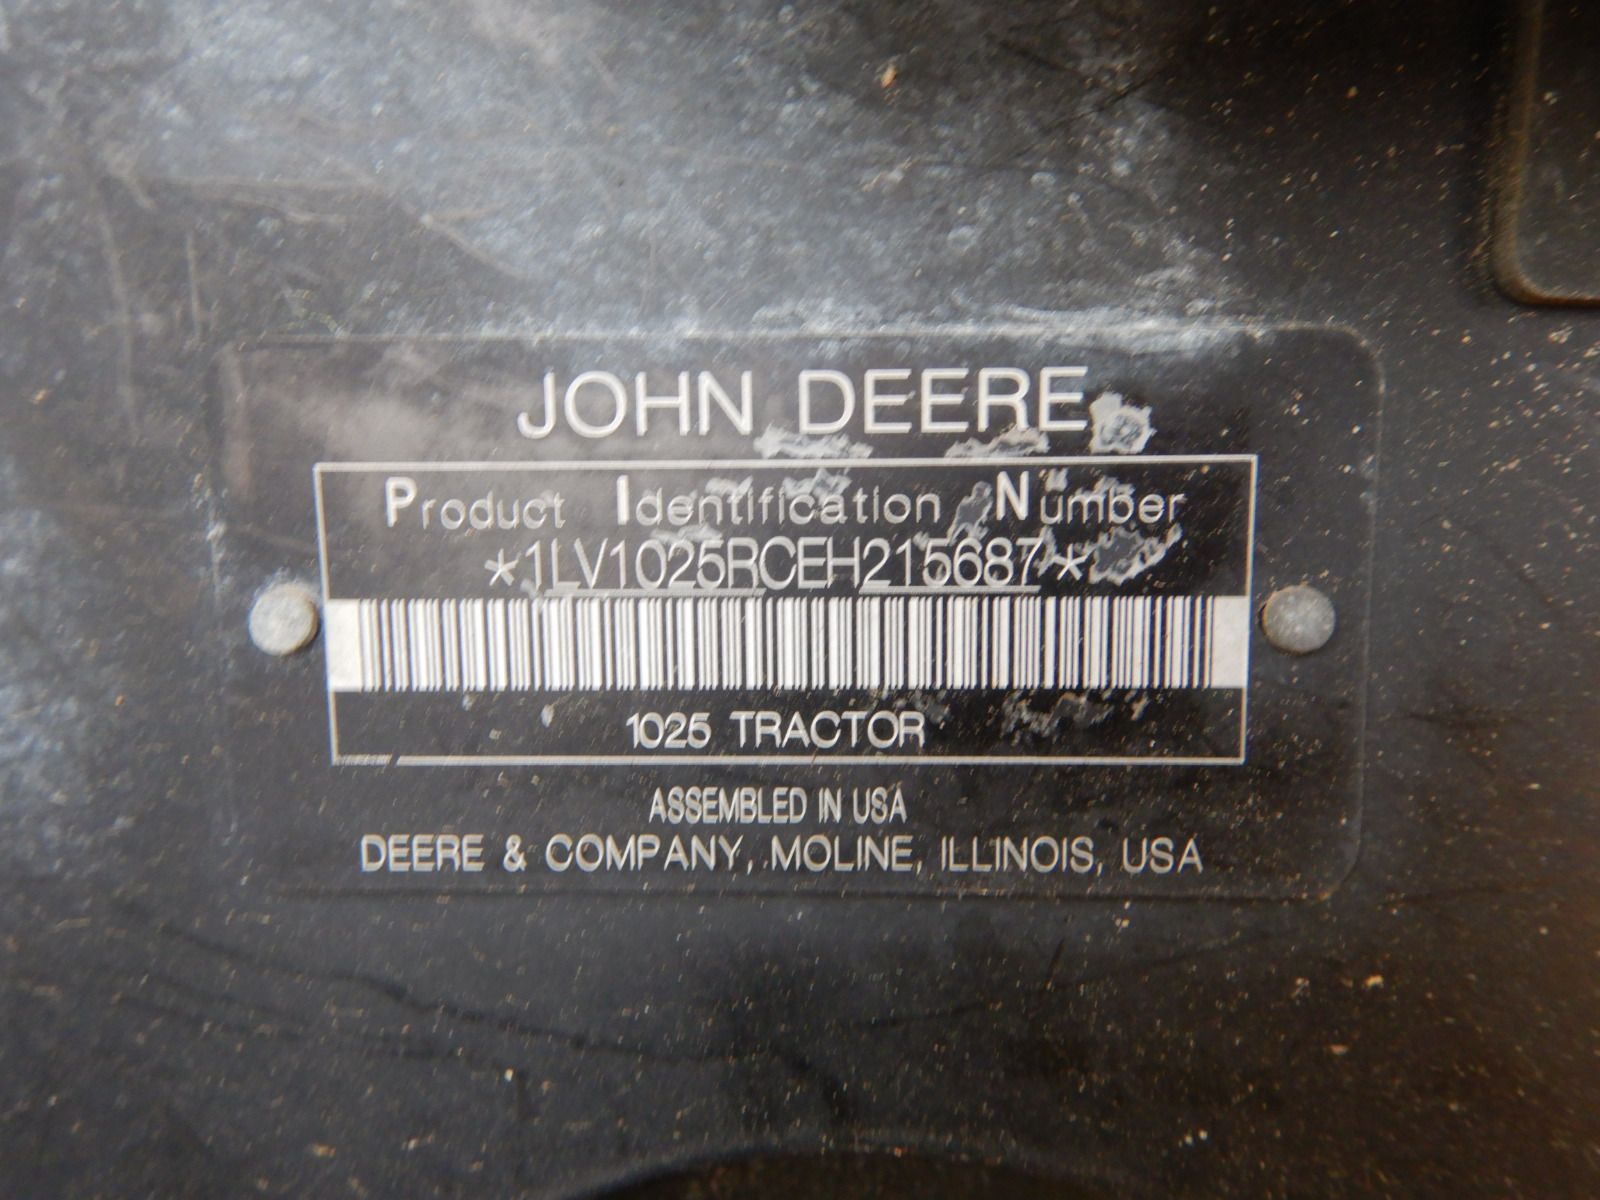 JOHN DEERE
Product Identification Number
*1LV1025RCEH215687*
1025 TRACTOR
ASSEMBLED IN USA
DEERE & COMPANY, MOLINE, ILLINOIS, USA